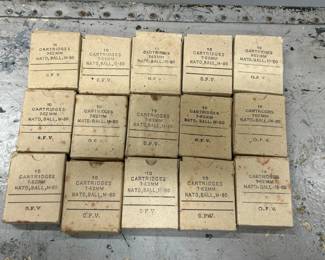 10
CARTRIDGES
7·62MM
NATO, BALL, M-80
O.F.V.
10
CARTRIDGES
7·62MM
NATO, BALL, M-80
O.F.V.
10
CARTRIDGES
7·62MM
NATO, BALL, M-80
O.F.
10
CARTRIDGES
7·62MM
NATO, BALL, M-80
O.F.V.
10
CARTRIDGES
7·62MM
NATO, BALL, M-80
O.F.V.
10
CARTRIDGES
7·62MM
NATO, BALL, M-80
O.F.V.
10
CARTRIDGES
7·62MM
NATO, BALL, M-80
10
CARTRIDGES
7·62MM
NATO, BALL, M-80
O.F.V.
10
CARTRIDGES
7·62MM
NATO, BALL, M-80
O.F.V.
10
CARTRIDGES
7·62MM
NATO, BALL, M-80
O.F.V.
10
CARTRIDGES
7·62MM
NATO, BALL, M-80
O.F.V.
10
CARTRIDGES
7·62MM
NATO, BALL, M-80
O.F.V.
10
CARTRIDGES
7·62MM
NATO, BALL, M-80
O.F.V.
10
CARTRIDGES
7·62MM
NATO, BALL, M-80
10
CARTRIDGES
7·62MM
NATO, BALL, M-80
O.F.V.